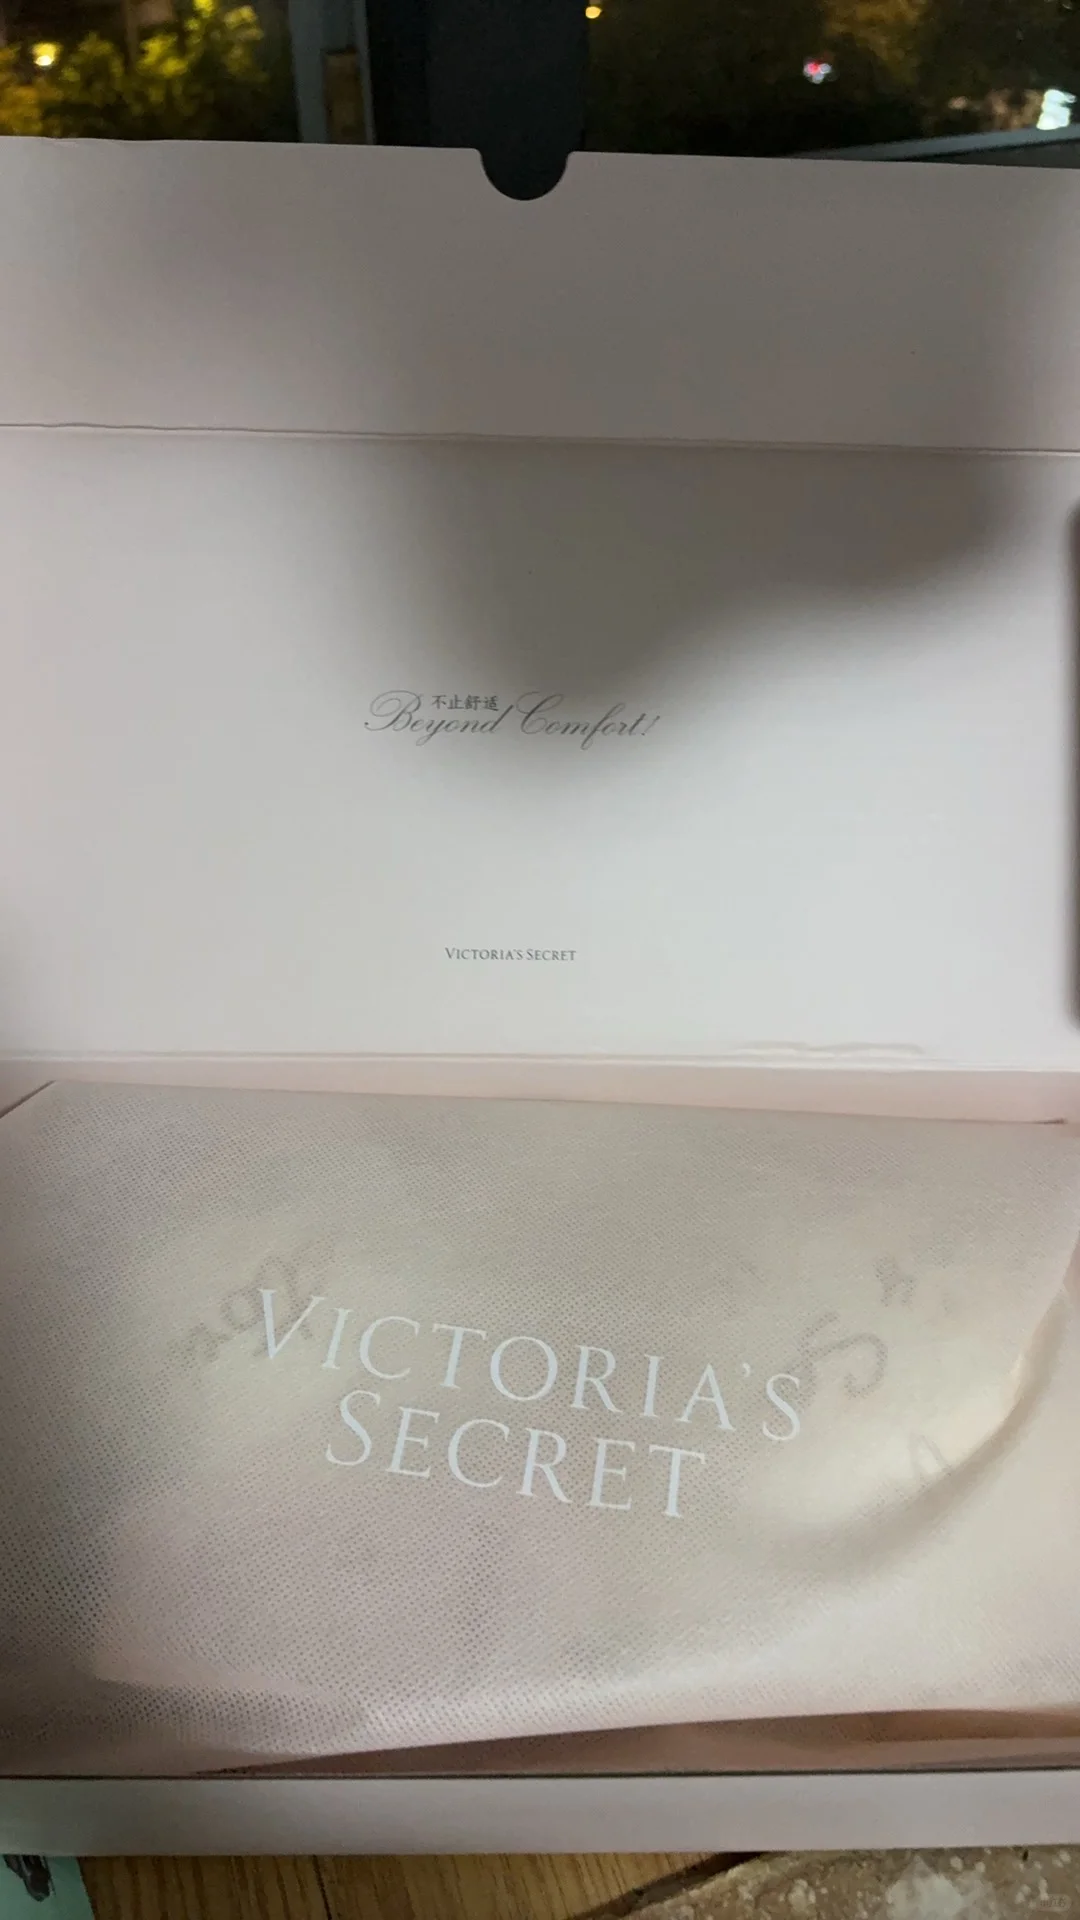 不止舒适
Beyond Comfort!
VICTORIA'S SECRET
VICTORIA'S
SECRET